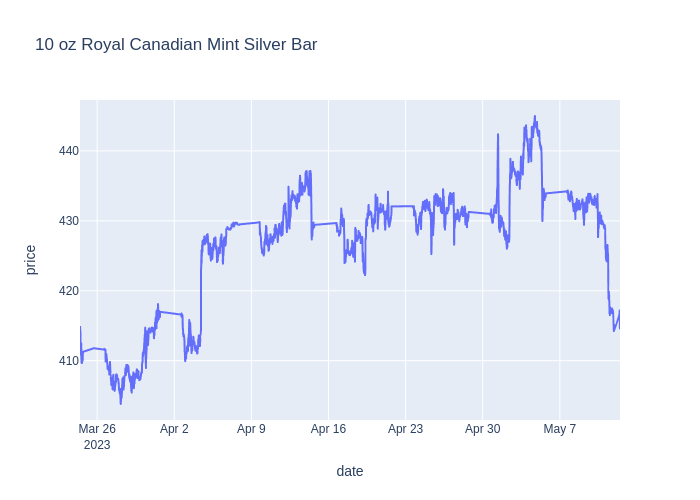 10 oz Royal Canadian Mint Silver Bar
440
430
420
410
price
Mar 26 Apr 2 Apr 9 Apr 16 Apr 23 Apr 30 May 7
2023
date